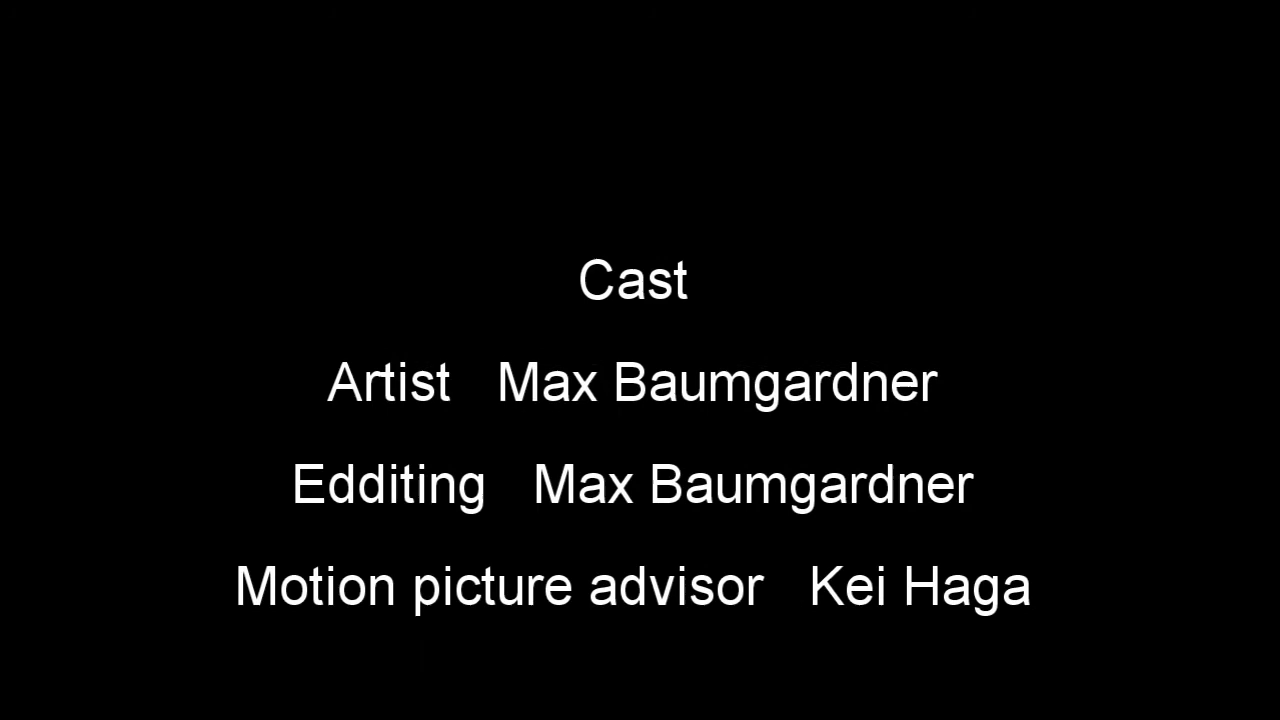 Cast
Artist Max Baumgardner
Edditing Max Baumgardner
Motion picture advisor Kei Haga